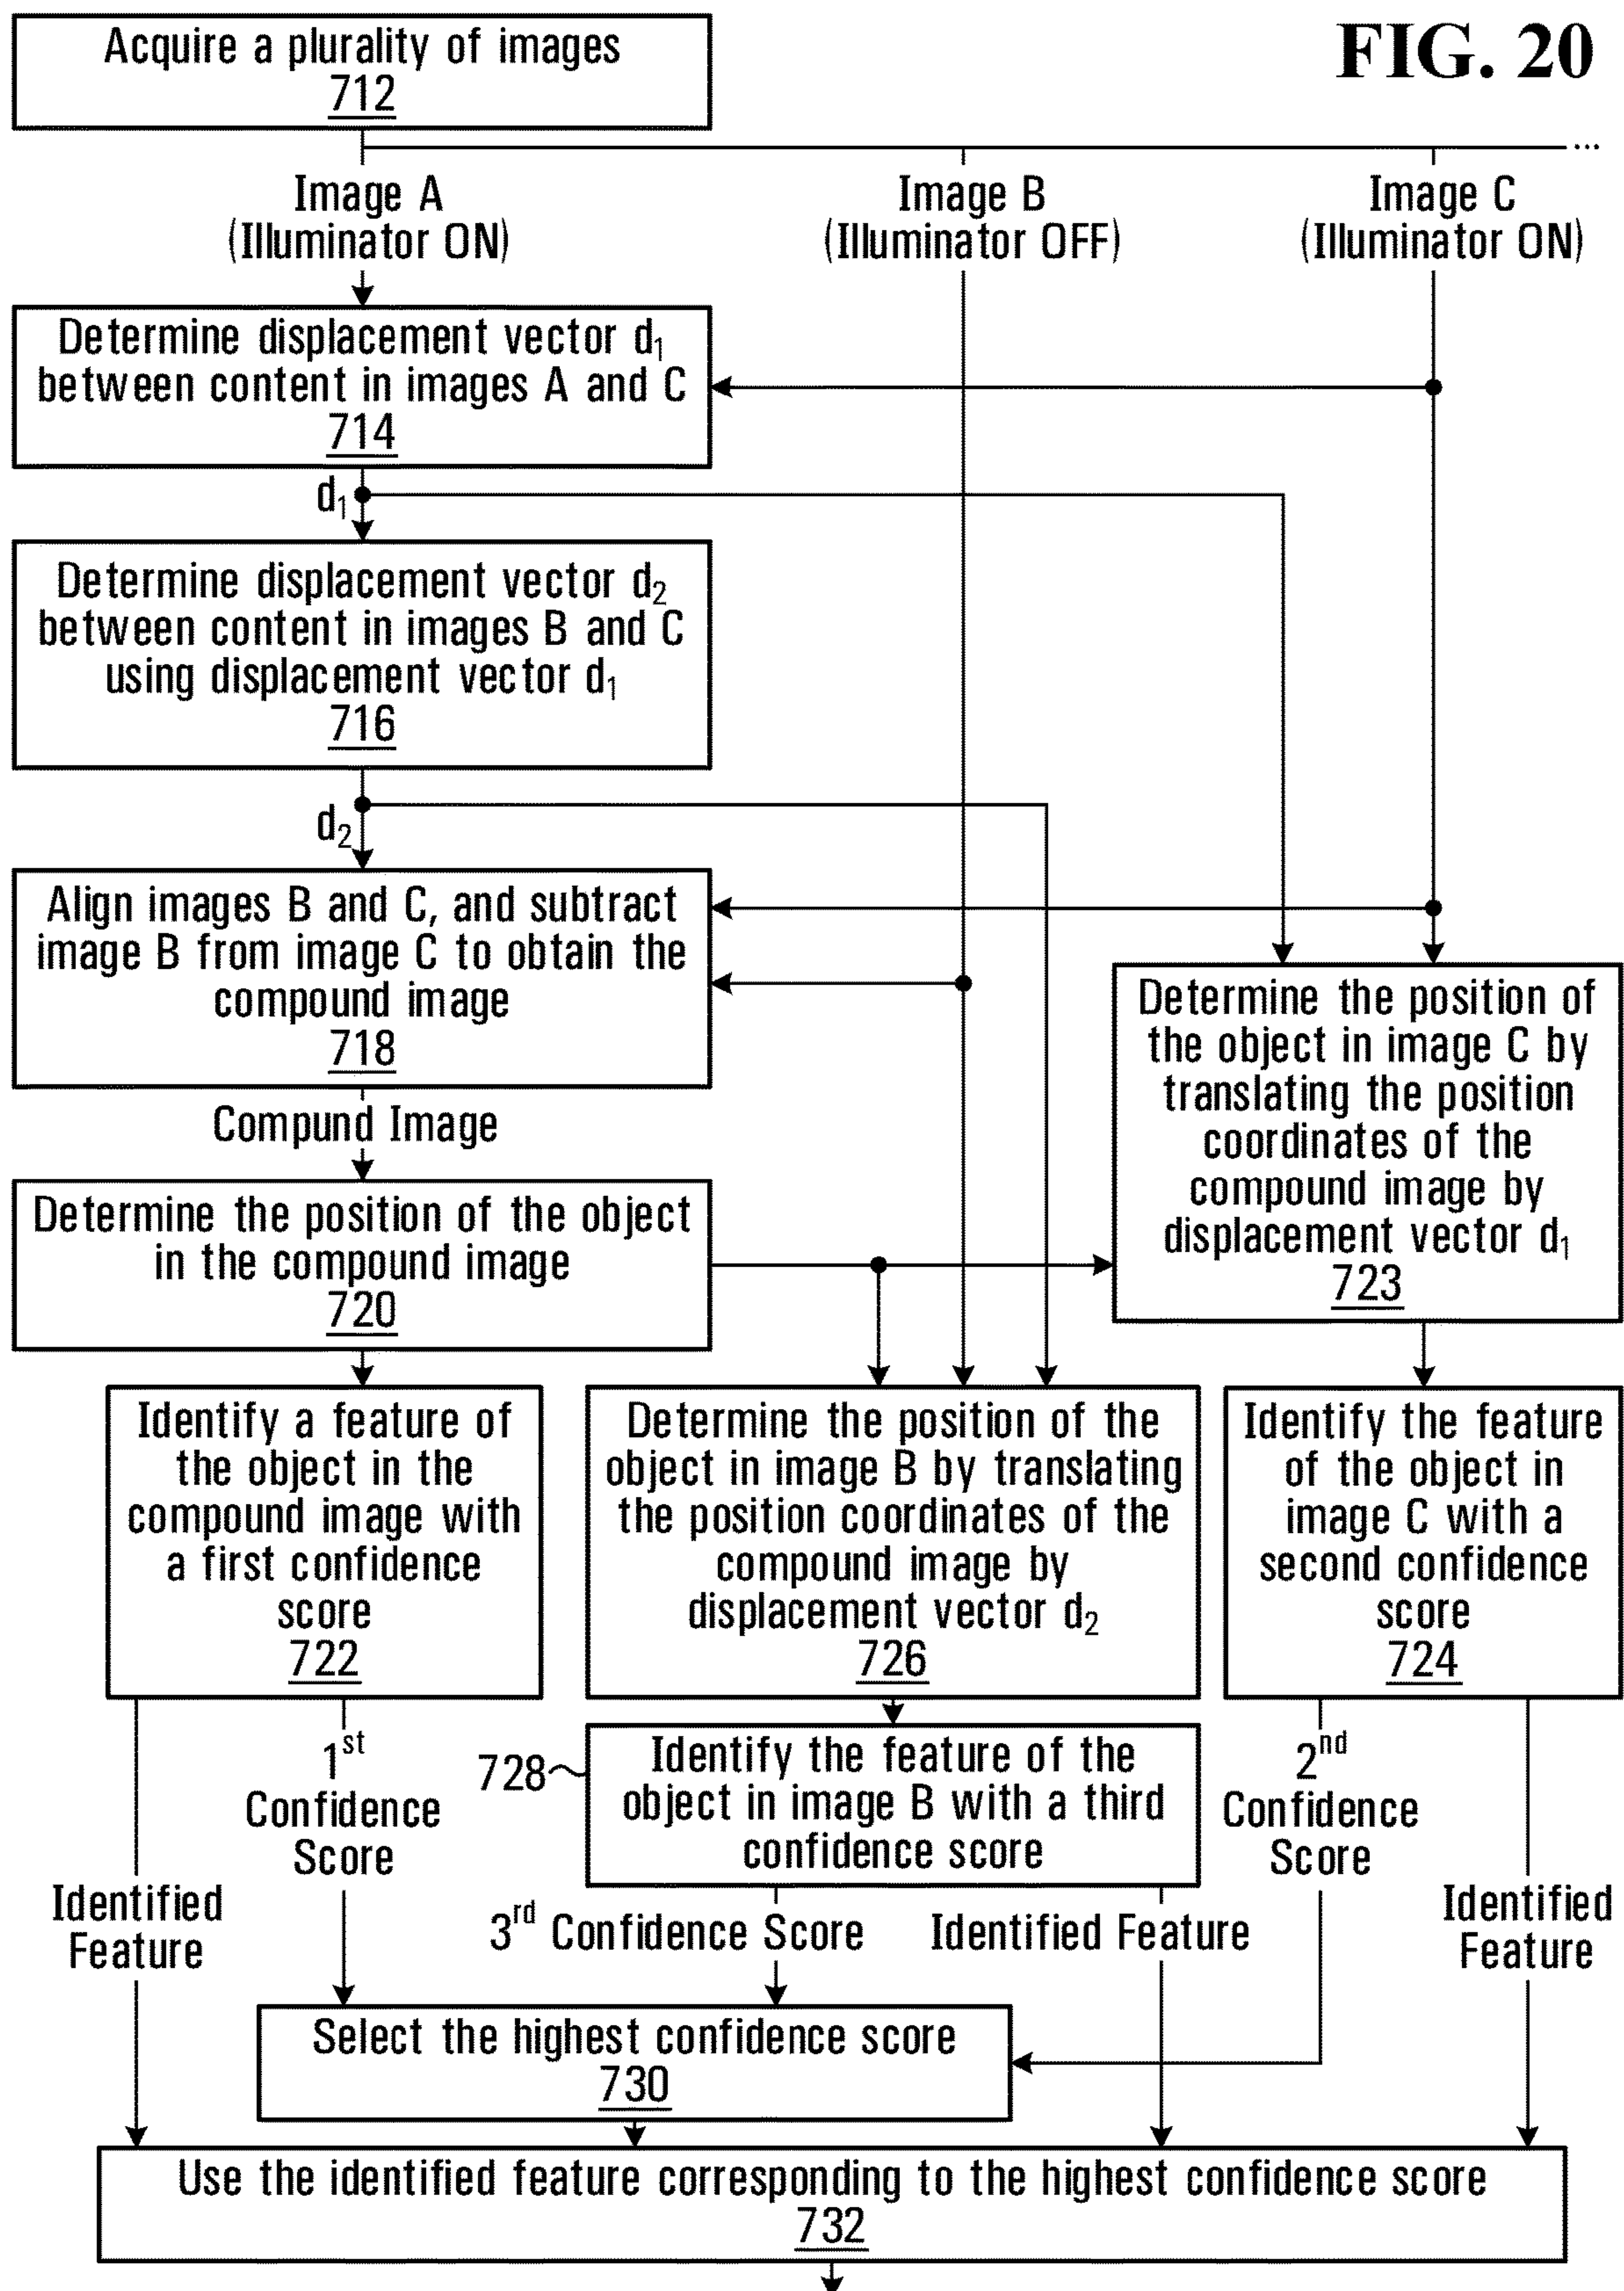 FIG. 20
Acquire a plurality of images
712
...
Image A
(Illuminator ON)
Image B
(Illuminator OFF)
Image C
(Illuminator ON)
Determine displacement vector d₁
between content in images A and C
714
d₁
Determine displacement vector d₂
between content in images B and C
using displacement vector d₁
716
d₂
Align images B and C, and subtract
image B from image C to obtain the
compound image
718
Compund Image
Determine the position of the object
in the compound image
720
Determine the position of
the object in image C by
translating the position
coordinates of the
compound image by
displacement vector d₁
723
Identify a feature of
the object in the
compound image with
a first confidence
score
722
Determine the position of the
object in image B by translating
the position coordinates of the
compound image by
displacement vector d₂
726
Identify the feature
of the object in
image C with a
second confidence
score
724
1st
Confidence
Score
728
Identify the feature of the
object in image B with a third
confidence score
2nd
Confidence
Score
Identified
Feature
3rd Confidence Score
Identified Feature
Identified
Feature
Select the highest confidence score
730
Use the identified feature corresponding to the highest confidence score
732